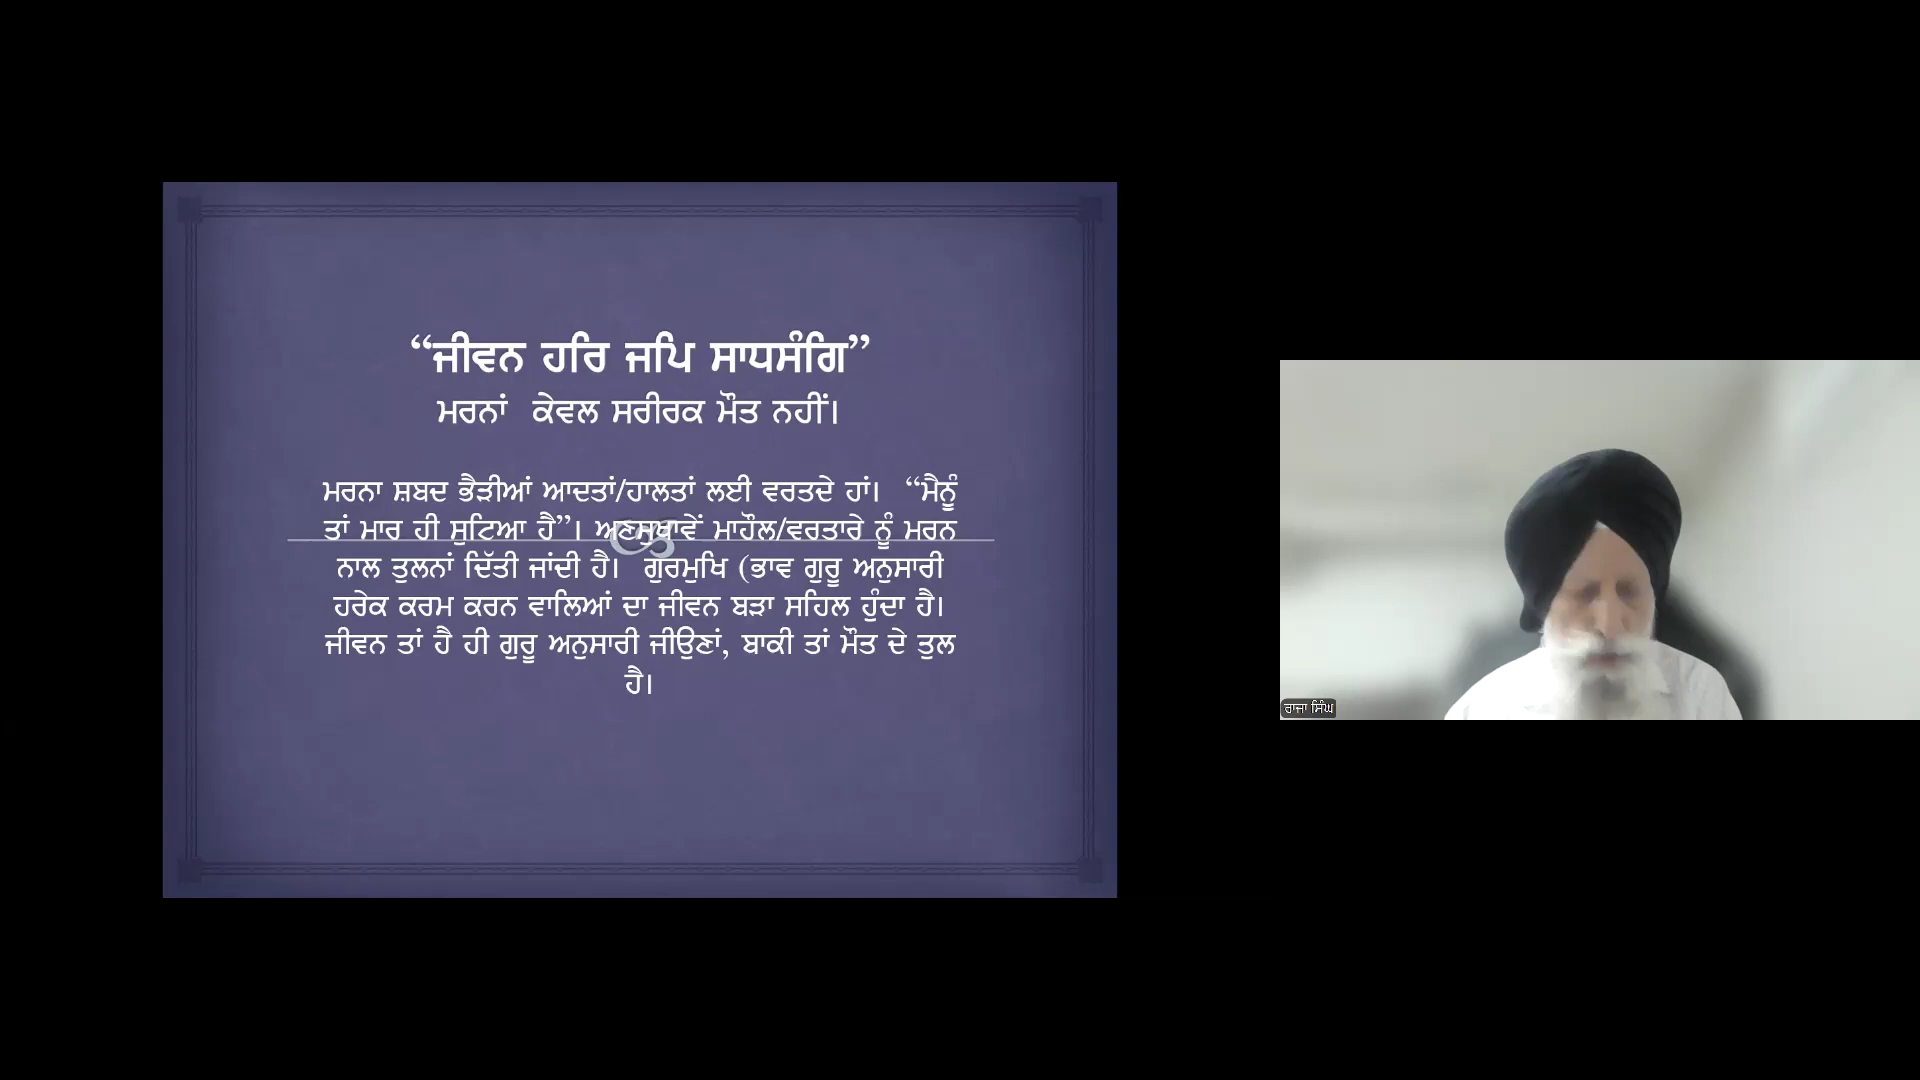 “ਜੀਵਨ ਹਰਿ ਜਪਿ ਸਾਧਸੰਗਿ”
ਮਰਨਾਂ  ਕੇਵਲ ਸਰੀਰਕ ਮੌਤ ਨਹੀਂ।
ਮਰਨਾ ਸ਼ਬਦ ਭੈੜੀਆਂ ਆਦਤਾਂ/ਹਾਲਤਾਂ ਲਈ ਵਰਤਦੇ ਹਾਂ।  “ਮੈਨੂੰ
ਤਾਂ ਮਾਰ ਹੀ ਸੁਟਿਆ ਹੈ”। ਅਣਸੁਖਾਵੇਂ ਮਾਹੌਲ/ਵਰਤਾਰੇ ਨੂੰ ਮਰਨ
ਨਾਲ ਤੁਲਨਾਂ ਦਿੱਤੀ ਜਾਂਦੀ ਹੈ।  ਗੁਰਮੁਖਿ (ਭਾਵ ਗੁਰੂ ਅਨੁਸਾਰੀ
ਹਰੇਕ ਕਰਮ ਕਰਨ ਵਾਲਿਆਂ ਦਾ ਜੀਵਨ ਬੜਾ ਸਹਿਲ ਹੁੰਦਾ ਹੈ।
ਜੀਵਨ ਤਾਂ ਹੈ ਹੀ ਗੁਰੂ ਅਨੁਸਾਰੀ ਜੀਉਣਾਂ, ਬਾਕੀ ਤਾਂ ਮੌਤ ਦੇ ਤੁਲ
ਹੈ।
ਰਾਜਾ ਸਿੰਘ